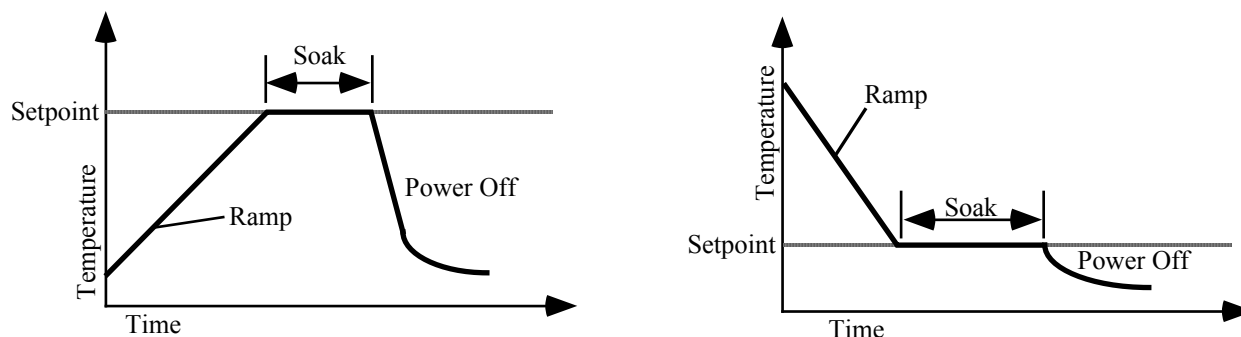 Soak
Setpoint
Temperature
Ramp
Power Off
Time
Temperature
Ramp
Soak
Setpoint
Power Off
Time